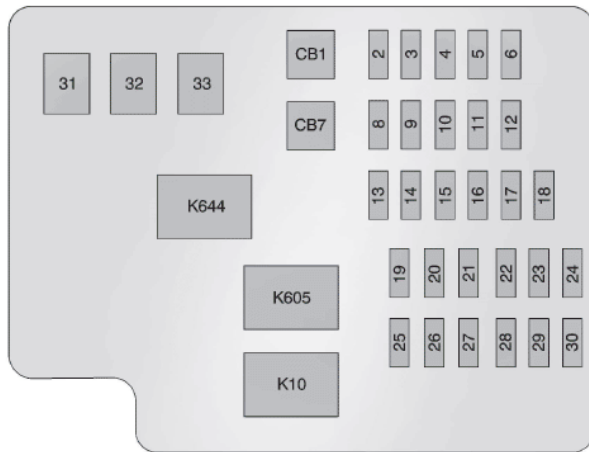 31 32 33 CB1 2 3 4 5 6
CB7 8 9 10 11 12
K644 13 14 15 16 17 18
K605 19 20 21 22 23 24
K10 25 26 27 28 29 30